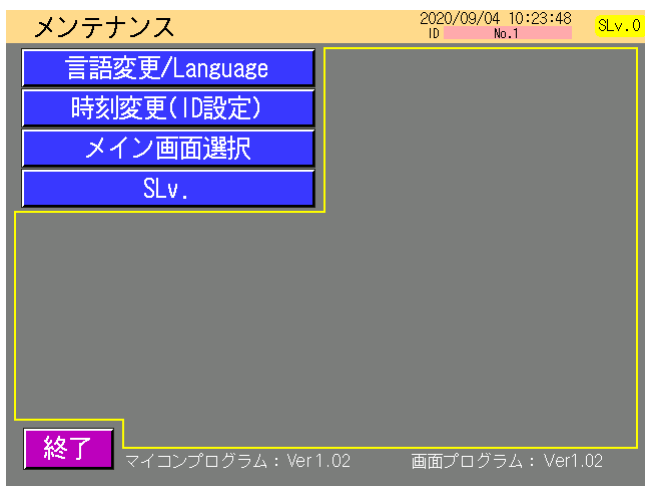 メンテナンス 2020/09/04 10:23:48 SLv.0
ID No.1
言語変更/Language
時刻変更(ID設定)
メイン画面選択
SLv.
終了
マイコンプログラム：Ver1.02 画面プログラム：Ver1.02